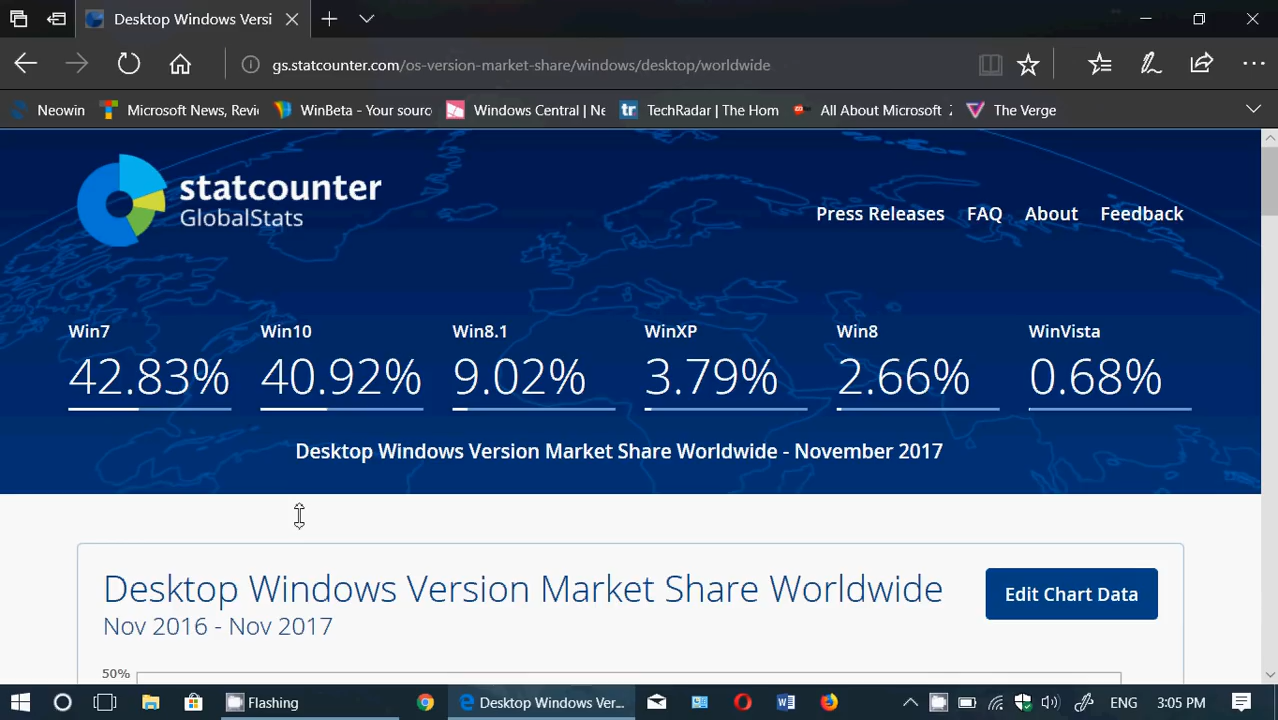 Desktop Windows Versi
gs.statcounter.com/os-version-market-share/windows/desktop/worldwide
Neowin Microsoft News, Revi WinBeta - Your sourc Windows Central | Ne tr TechRadar | The Hom All About Microsoft The Verge
statcounter
GlobalStats
Press Releases FAQ About Feedback
Win7 Win10 Win8.1 WinXP Win8 WinVista
42.83% 40.92% 9.02% 3.79% 2.66% 0.68%
Desktop Windows Version Market Share Worldwide - November 2017
Desktop Windows Version Market Share Worldwide
Edit Chart Data
Nov 2016 - Nov 2017
50%
Flashing Desktop Windows Ver... ENG 3:05 PM